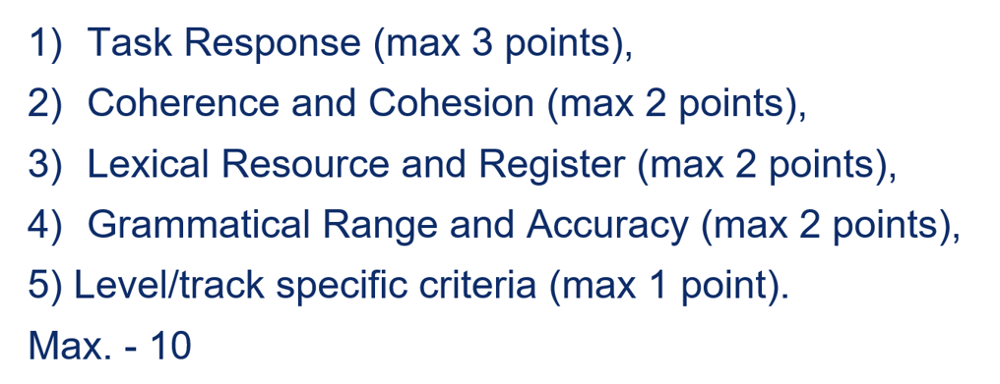 1) Task Response (max 3 points),
2) Coherence and Cohesion (max 2 points),
3) Lexical Resource and Register (max 2 points),
4) Grammatical Range and Accuracy (max 2 points),
5) Level/track specific criteria (max 1 point).
Max. - 10